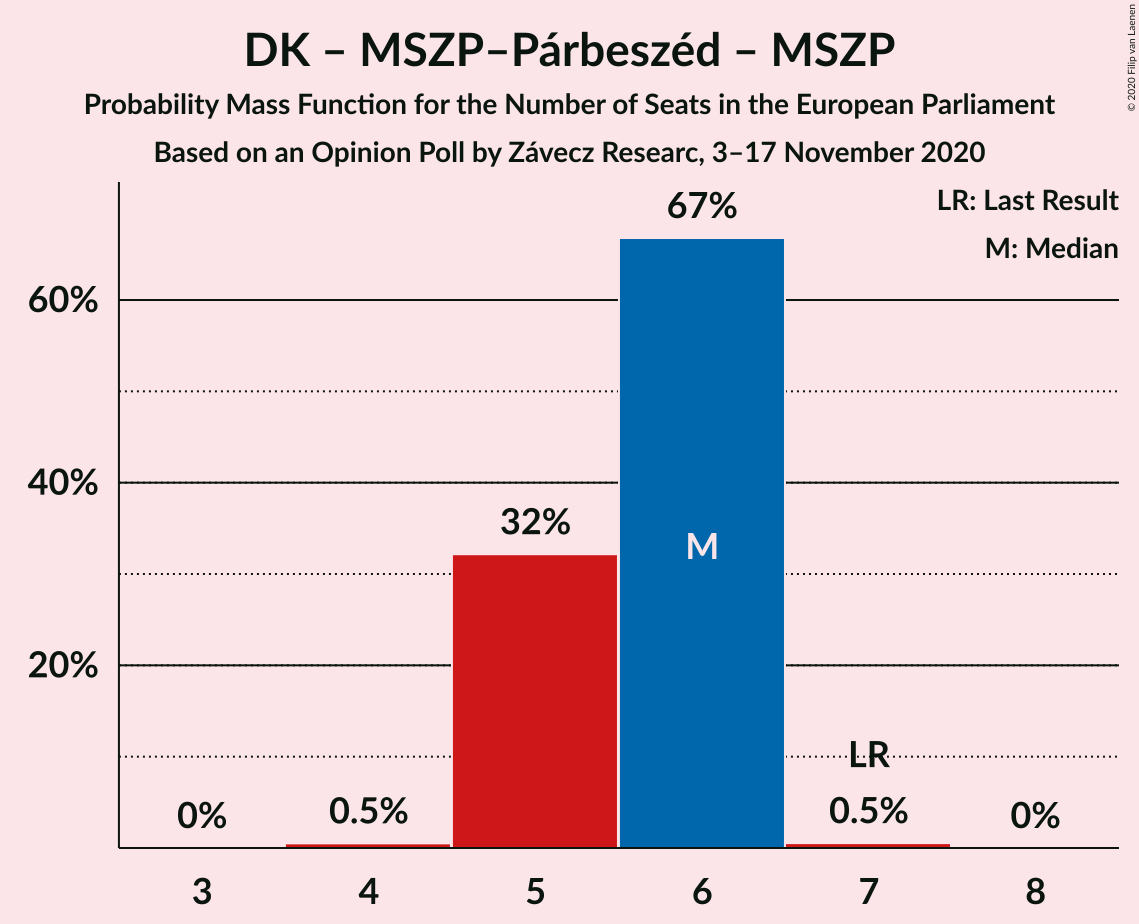 DK – MSZP–Párbeszéd – MSZP
Probability Mass Function for the Number of Seats in the European Parliament
Based on an Opinion Poll by Závecz Researc, 3–17 November 2020
© 2020 Filip van Laenen
LR: Last Result
M: Median
67%
60%
40%
32%
M
20%
LR
0%
0.5%
0.5%
0%
3
4
5
6
7
8